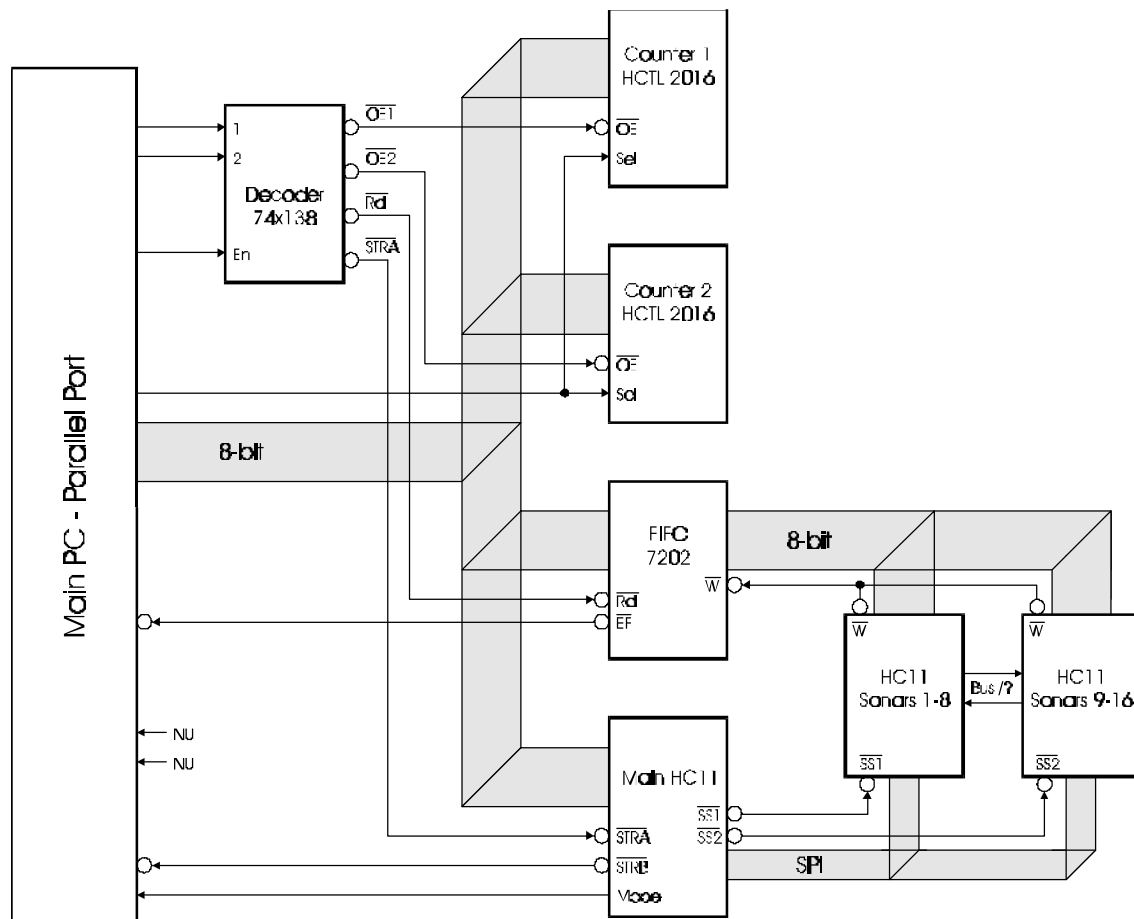 Main PC - Parallel Port
1
2
En
Decoder
74x138
OE1
OE2
Rd
STRA
8-bit
NU
NU
Counter 1
HCTL 2016
OE
Sel
Counter 2
HCTL 2016
OE
Sel
FIFO
7202
Rd
EF
W
8-bit
Main HC11
STRA
STRB
Mode
SS1
SS2
SPI
W
HC11
Sonars 1-8
SS1
Bus /?
W
HC11
Sonars 9-16
SS2